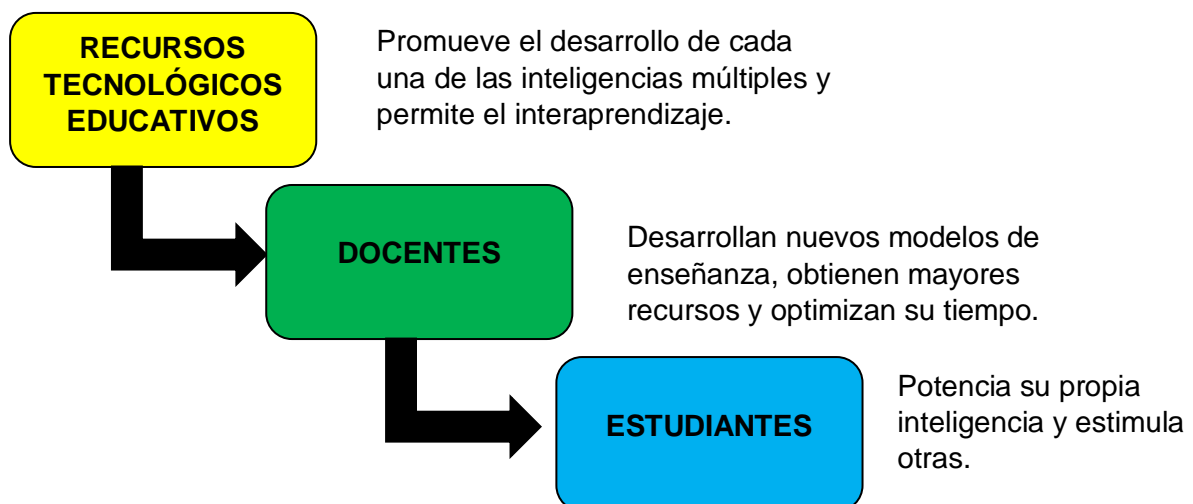 RECURSOS
TECNOLÓGICOS
EDUCATIVOS
Promueve el desarrollo de cada
una de las inteligencias múltiples y
permite el interaprendizaje.
DOCENTES
Desarrollan nuevos modelos de
enseñanza, obtienen mayores
recursos y optimizan su tiempo.
ESTUDIANTES
Potencia su propia
inteligencia y estimula
otras.